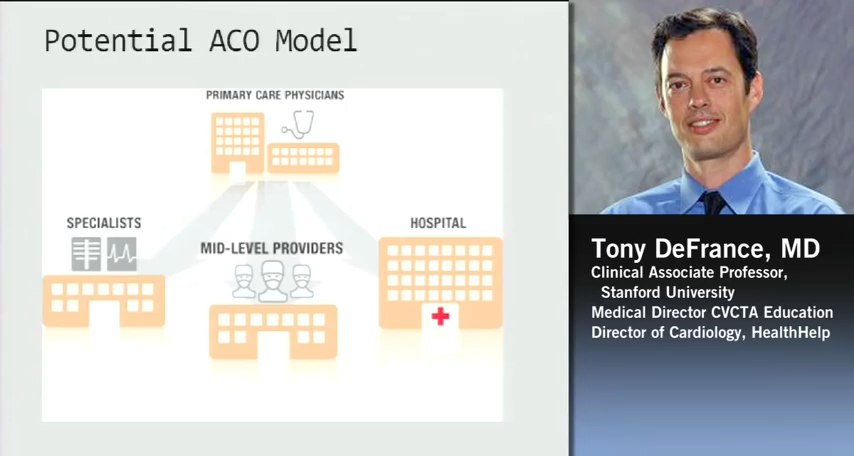 Potential ACO Model
PRIMARY CARE PHYSICIANS
SPECIALISTS
MID-LEVEL PROVIDERS
HOSPITAL
Tony DeFrance, MD
Clinical Associate Professor,
Stanford University
Medical Director CVCTA Education
Director of Cardiology, HealthHelp